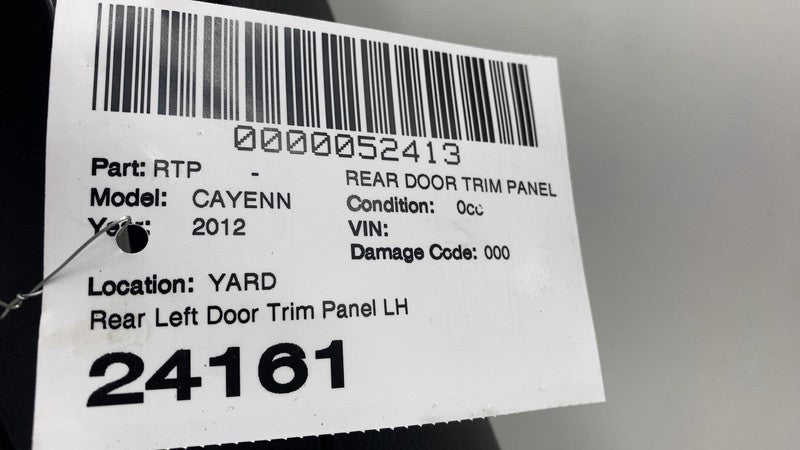 0000052413
Part: RTP - REAR DOOR TRIM PANEL
Model: CAYENN Condition:
2012 VIN:
Damage Code: 000
Location: YARD
Rear Left Door Trim Panel LH
24161